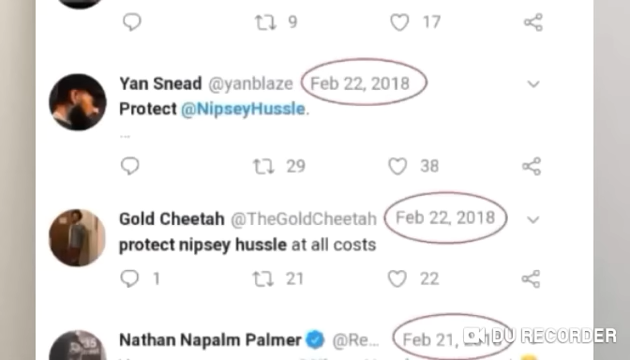 9 17
Yan Snead @yanblaze Feb 22, 2018
Protect @NipseyHussle.
...
29 38
Gold Cheetah @TheGoldCheetah Feb 22, 2018
protect nipsey hussle at all costs
1 21 22
Nathan Napalm Palmer @Re... Feb 21, 2018
DU RECORDER